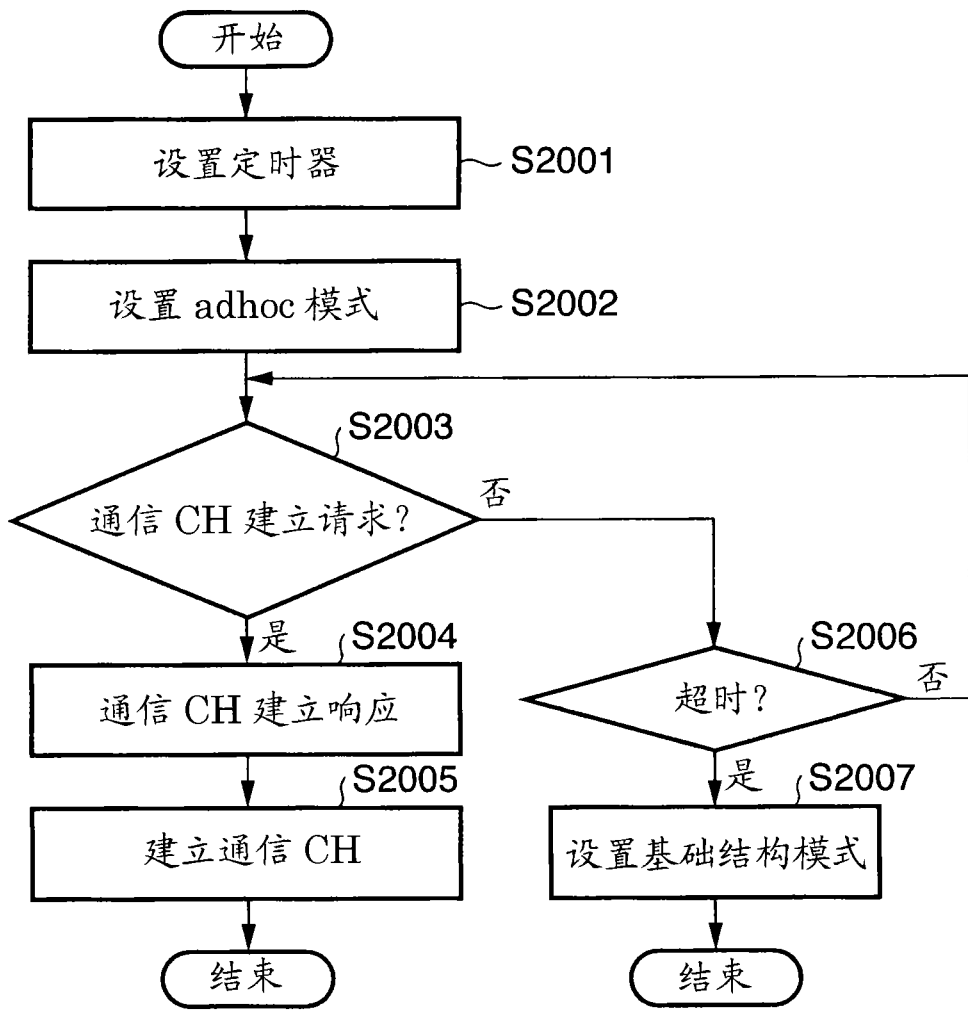 开始
设置定时器
S2001
设置 adhoc 模式
S2002
S2003
通信 CH 建立请求?
否
是
S2004
通信 CH 建立响应
S2005
建立通信 CH
结束
S2006
超时?
否
是
S2007
设置基础结构模式
结束